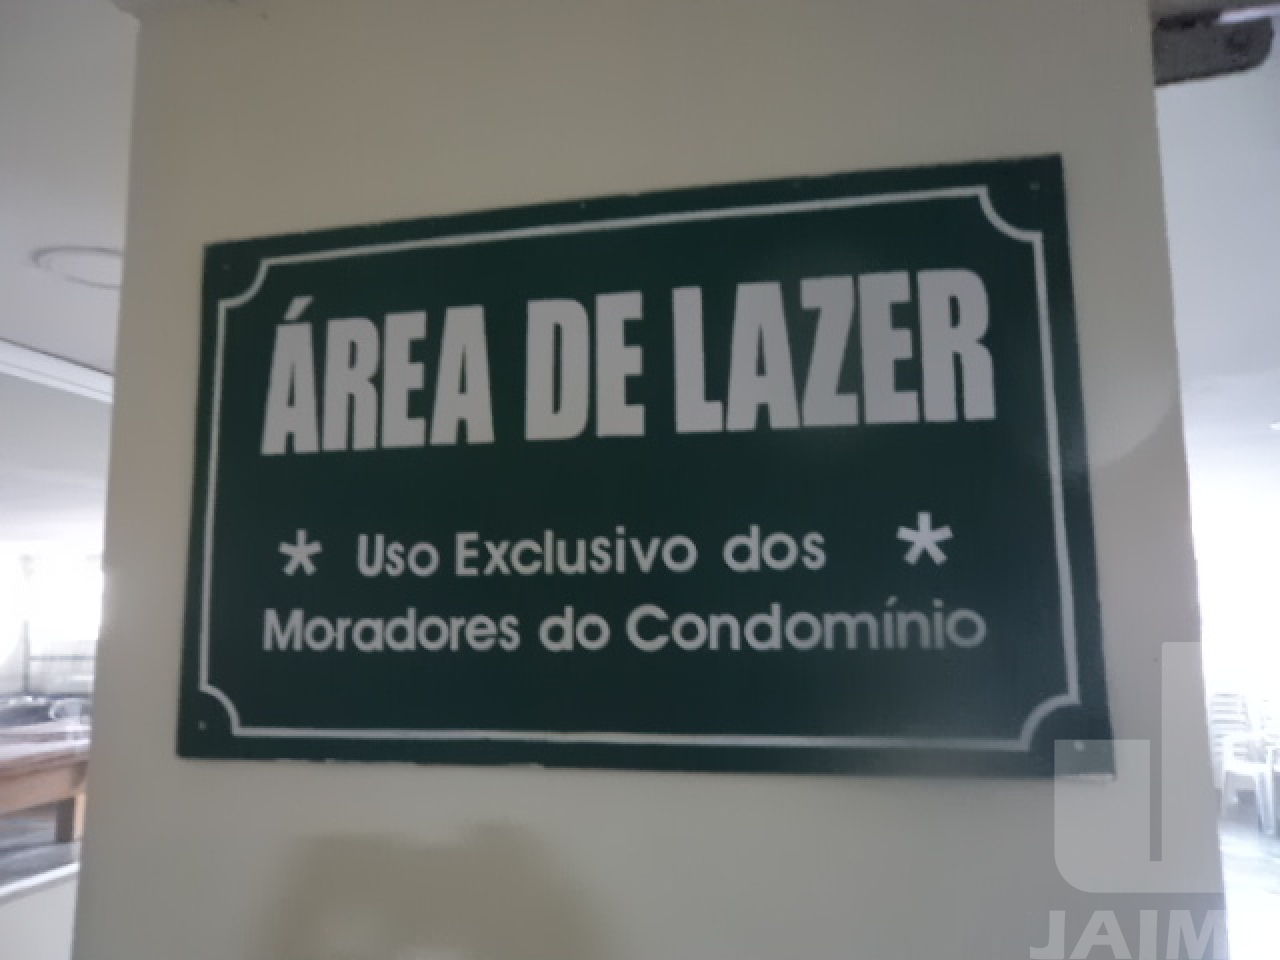 ÁREA DE LAZER
* Uso Exclusivo dos *
Moradores do Condomínio
JAIM